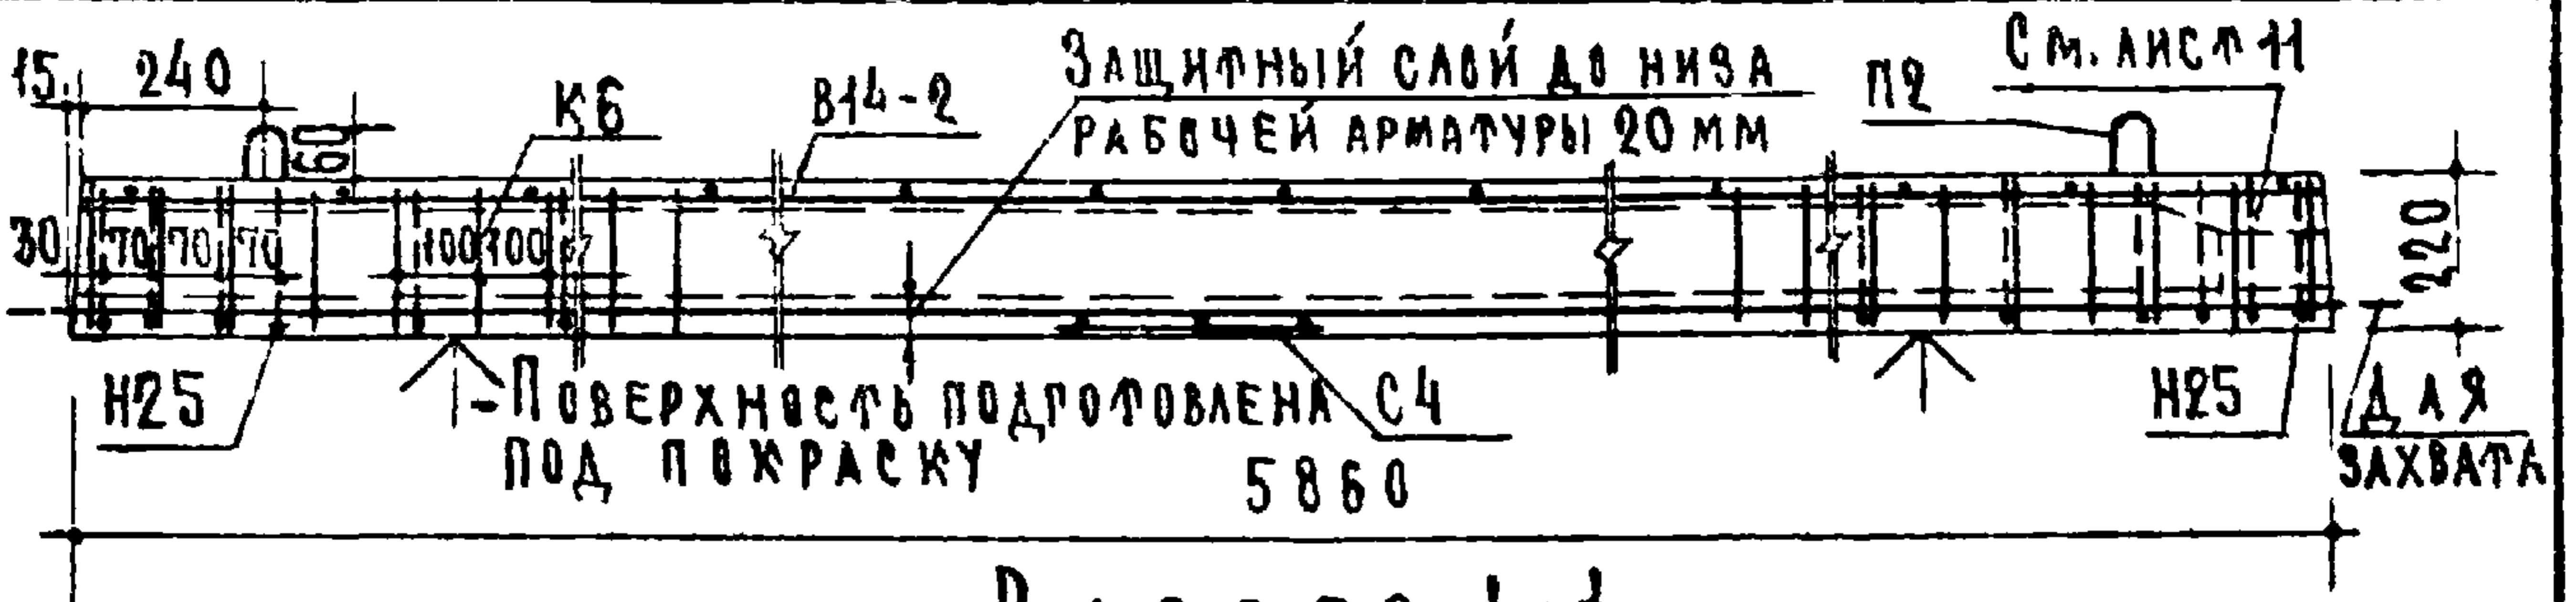 15
240
60
К6
В14-2
Защитный слой до низа
рабочей арматуры 20 мм
П2
См. лист 11
30
70 70 70
100 100
220
Н25
Поверхность подготовлена
под покраску
С4
Н25
Для
захвата
5860